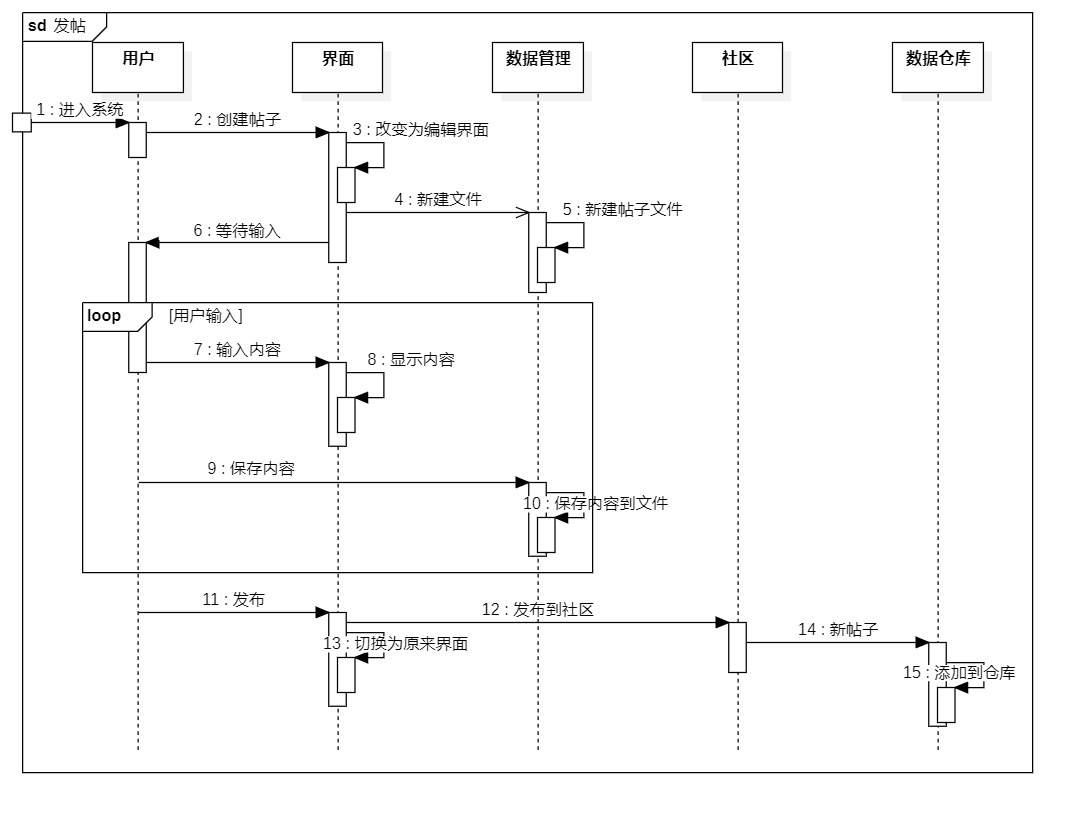 sd 发帖
用户
界面
数据管理
社区
数据仓库
1 : 进入系统
2 : 创建帖子
3 : 改变为编辑界面
4 : 新建文件
5 : 新建帖子文件
6 : 等待输入
loop [用户输入]
7 : 输入内容
8 : 显示内容
9 : 保存内容
10 : 保存内容到文件
11 : 发布
12 : 发布到社区
13 : 切换为原来界面
14 : 新帖子
15 : 添加到仓库